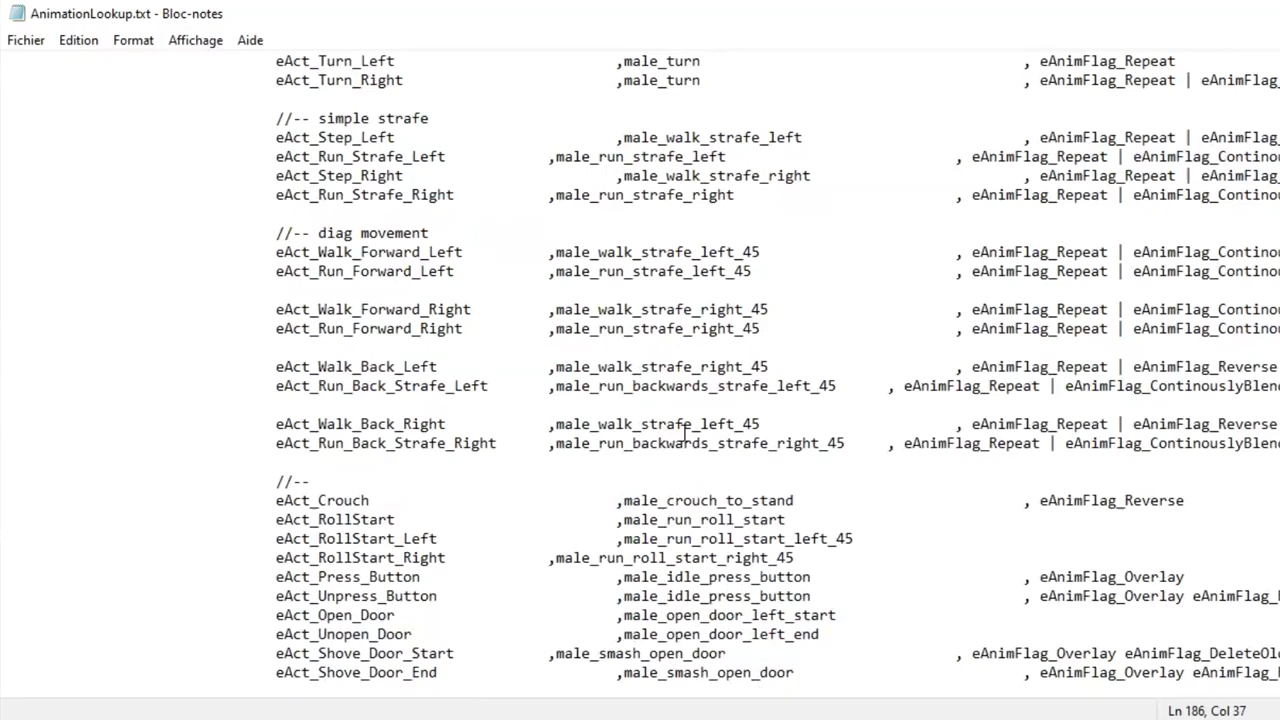 AnimationLookup.txt - Bloc-notes
Fichier Edition Format Affichage Aide
eAct_Turn_Left ,male_turn , eAnimFlag_Repeat
eAct_Turn_Right ,male_turn , eAnimFlag_Repeat | eAnimFlag_
//-- simple strafe
eAct_Step_Left ,male_walk_strafe_left , eAnimFlag_Repeat | eAnimFlag_
eAct_Run_Strafe_Left ,male_run_strafe_left , eAnimFlag_Repeat | eAnimFlag_Continou
eAct_Step_Right ,male_walk_strafe_right , eAnimFlag_Repeat | eAnimFlag_
eAct_Run_Strafe_Right ,male_run_strafe_right , eAnimFlag_Repeat | eAnimFlag_Continou
//-- diag movement
eAct_Walk_Forward_Left ,male_walk_strafe_left_45 , eAnimFlag_Repeat | eAnimFlag_Continou
eAct_Run_Forward_Left ,male_run_strafe_left_45 , eAnimFlag_Repeat | eAnimFlag_Continou
eAct_Walk_Forward_Right ,male_walk_strafe_right_45 , eAnimFlag_Repeat | eAnimFlag_Continou
eAct_Run_Forward_Right ,male_run_strafe_right_45 , eAnimFlag_Repeat | eAnimFlag_Continou
eAct_Walk_Back_Left ,male_walk_strafe_right_45 , eAnimFlag_Repeat | eAnimFlag_Reverse
eAct_Run_Back_Strafe_Left ,male_run_backwards_strafe_left_45 , eAnimFlag_Repeat | eAnimFlag_ContinouslyBlen
eAct_Walk_Back_Right ,male_walk_strafe_left_45 , eAnimFlag_Repeat | eAnimFlag_Reverse
eAct_Run_Back_Strafe_Right ,male_run_backwards_strafe_right_45 , eAnimFlag_Repeat | eAnimFlag_ContinouslyBlen
//--
eAct_Crouch ,male_crouch_to_stand , eAnimFlag_Reverse
eAct_RollStart ,male_run_roll_start
eAct_RollStart_Left ,male_run_roll_start_left_45
eAct_RollStart_Right ,male_run_roll_start_right_45
eAct_Press_Button ,male_idle_press_button , eAnimFlag_Overlay
eAct_Unpress_Button ,male_idle_press_button , eAnimFlag_Overlay eAnimFlag_
eAct_Open_Door ,male_open_door_left_start
eAct_Unopen_Door ,male_open_door_left_end
eAct_Shove_Door_Start ,male_smash_open_door , eAnimFlag_Overlay eAnimFlag_DeleteOl
eAct_Shove_Door_End ,male_smash_open_door , eAnimFlag_Overlay eAnimFlag_
Ln 186, Col 37